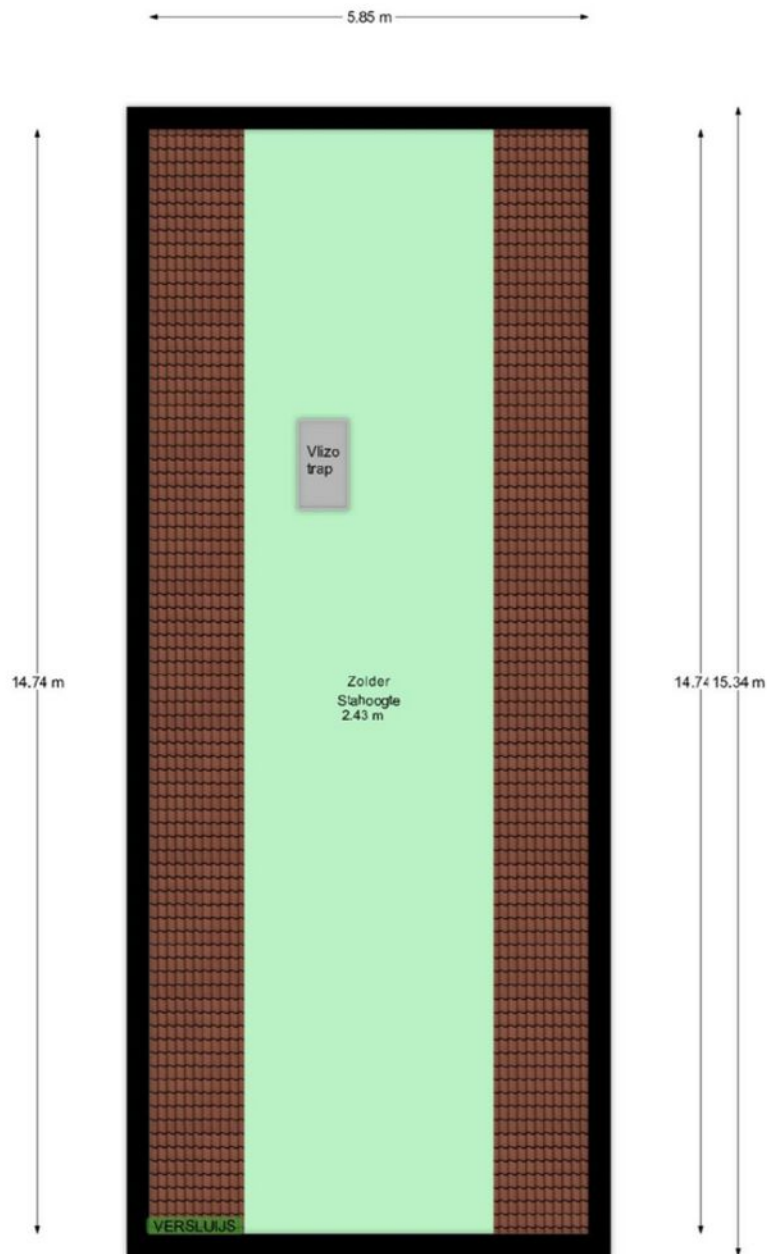 5.85 m
Vlizo
trap
14.74 m
Zolder
Stahoogte
2.43 m
14.74
15.34 m
VERSLUIJS